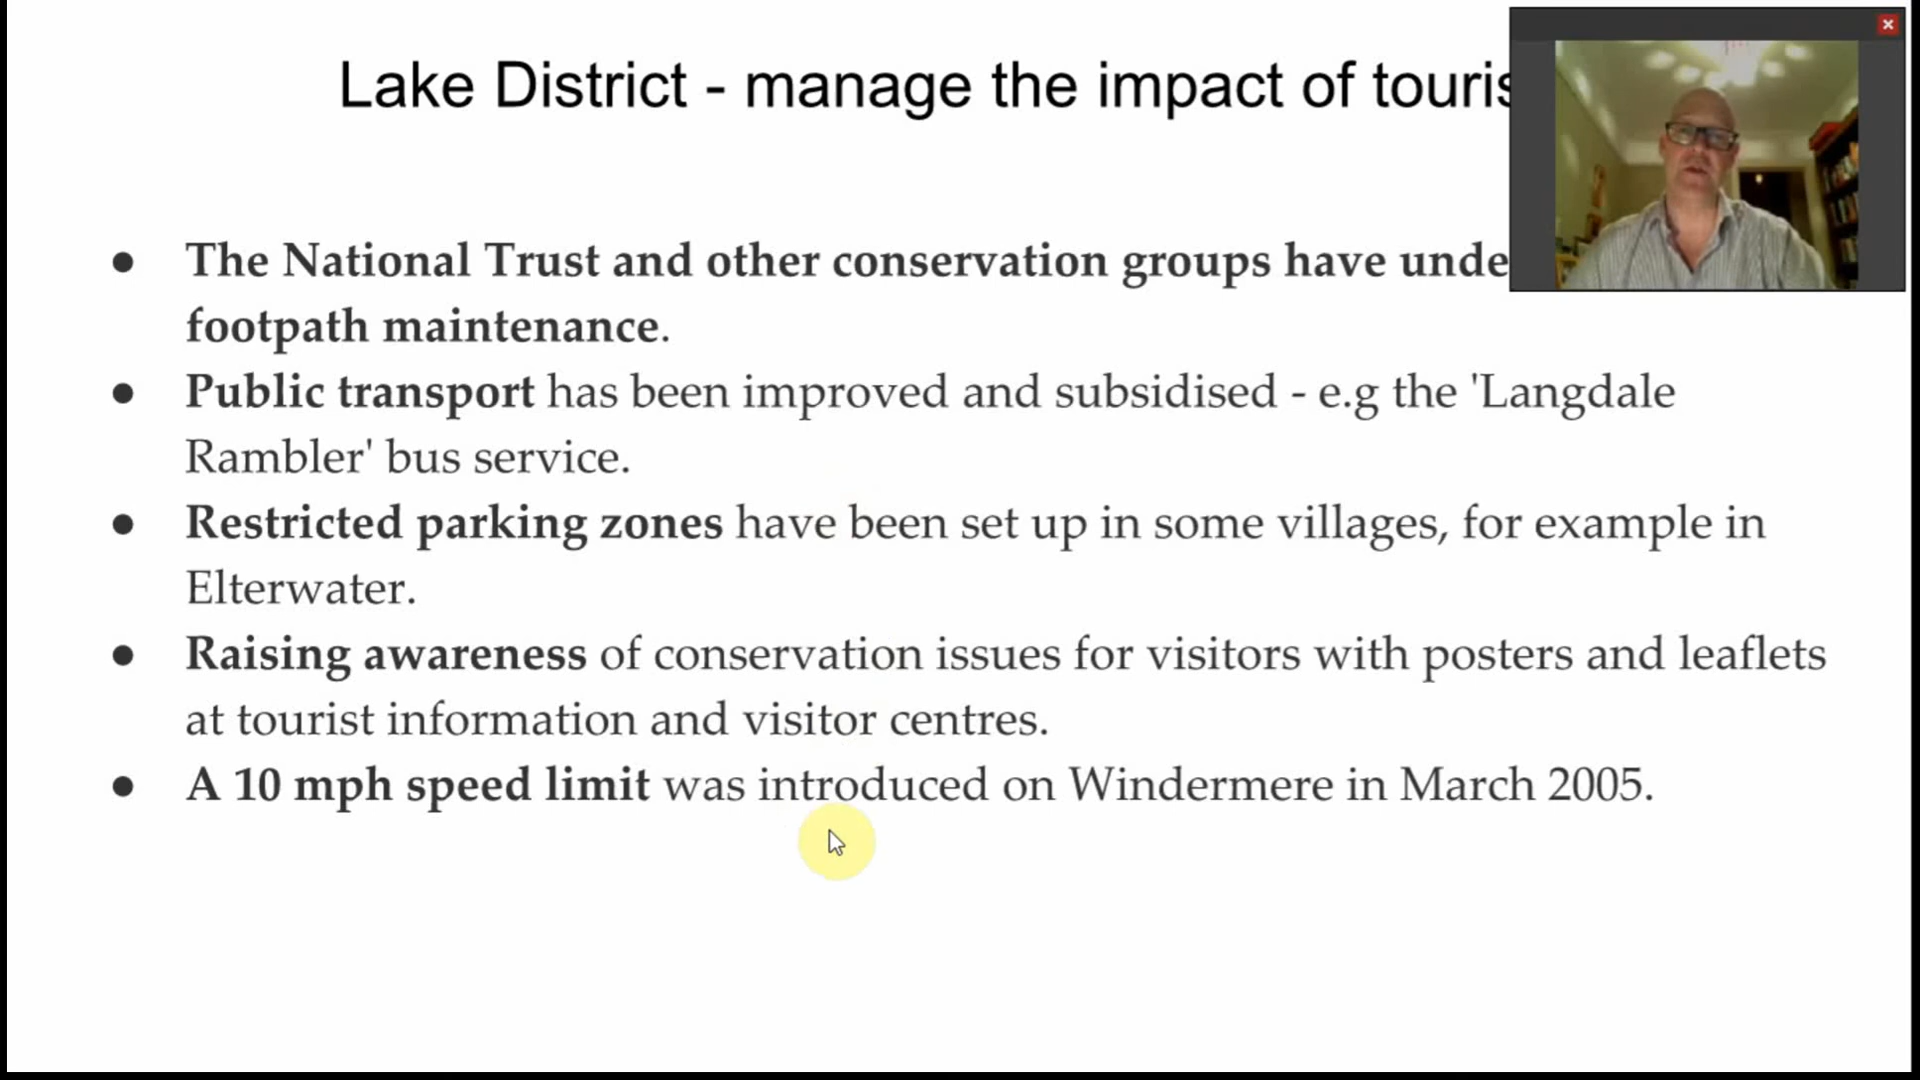 Lake District - manage the impact of touris
● The National Trust and other conservation groups have unde
footpath maintenance.
● Public transport has been improved and subsidised - e.g the 'Langdale
Rambler' bus service.
● Restricted parking zones have been set up in some villages, for example in
Elterwater.
● Raising awareness of conservation issues for visitors with posters and leaflets
at tourist information and visitor centres.
● A 10 mph speed limit was introduced on Windermere in March 2005.